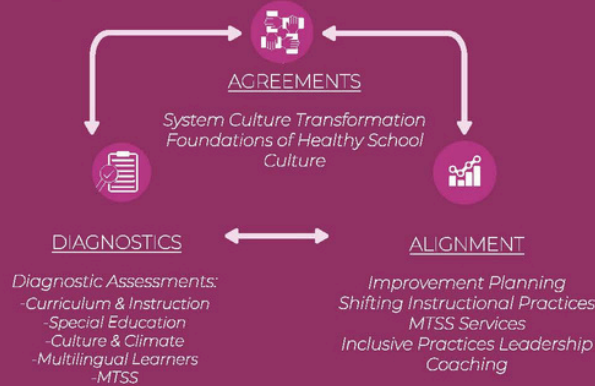 AGREEMENTS
System Culture Transformation
Foundations of Healthy School
Culture
DIAGNOSTICS
Diagnostic Assessments:
-Curriculum & Instruction
-Special Education
-Culture & Climate
-Multilingual Learners
-MTSS
ALIGNMENT
Improvement Planning
Shifting Instructional Practices
MTSS Services
Inclusive Practices Leadership
Coaching